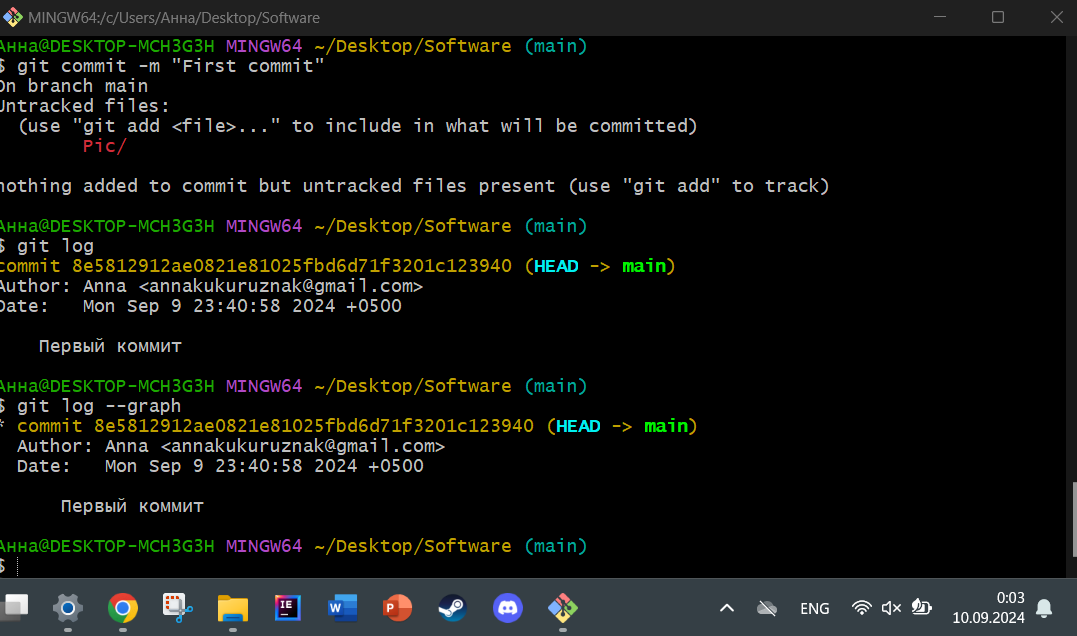 MINGW64:/c/Users/Анна/Desktop/Software
Анна@DESKTOP-MCH3G3H MINGW64 ~/Desktop/Software (main)
$ git commit -m "First commit"
On branch main
Untracked files:
  (use "git add <file>..." to include in what will be committed)
        Pic/
nothing added to commit but untracked files present (use "git add" to track)
Анна@DESKTOP-MCH3G3H MINGW64 ~/Desktop/Software (main)
$ git log
commit 8e5812912ae0821e81025fbd6d71f3201c123940 (HEAD -> main)
Author: Anna <annakukuruznak@gmail.com>
Date:   Mon Sep 9 23:40:58 2024 +0500
    Первый коммит
Анна@DESKTOP-MCH3G3H MINGW64 ~/Desktop/Software (main)
$ git log --graph
* commit 8e5812912ae0821e81025fbd6d71f3201c123940 (HEAD -> main)
  Author: Anna <annakukuruznak@gmail.com>
  Date:   Mon Sep 9 23:40:58 2024 +0500
      Первый коммит
Анна@DESKTOP-MCH3G3H MINGW64 ~/Desktop/Software (main)
$
IE
W
P
ENG
0:03
10.09.2024